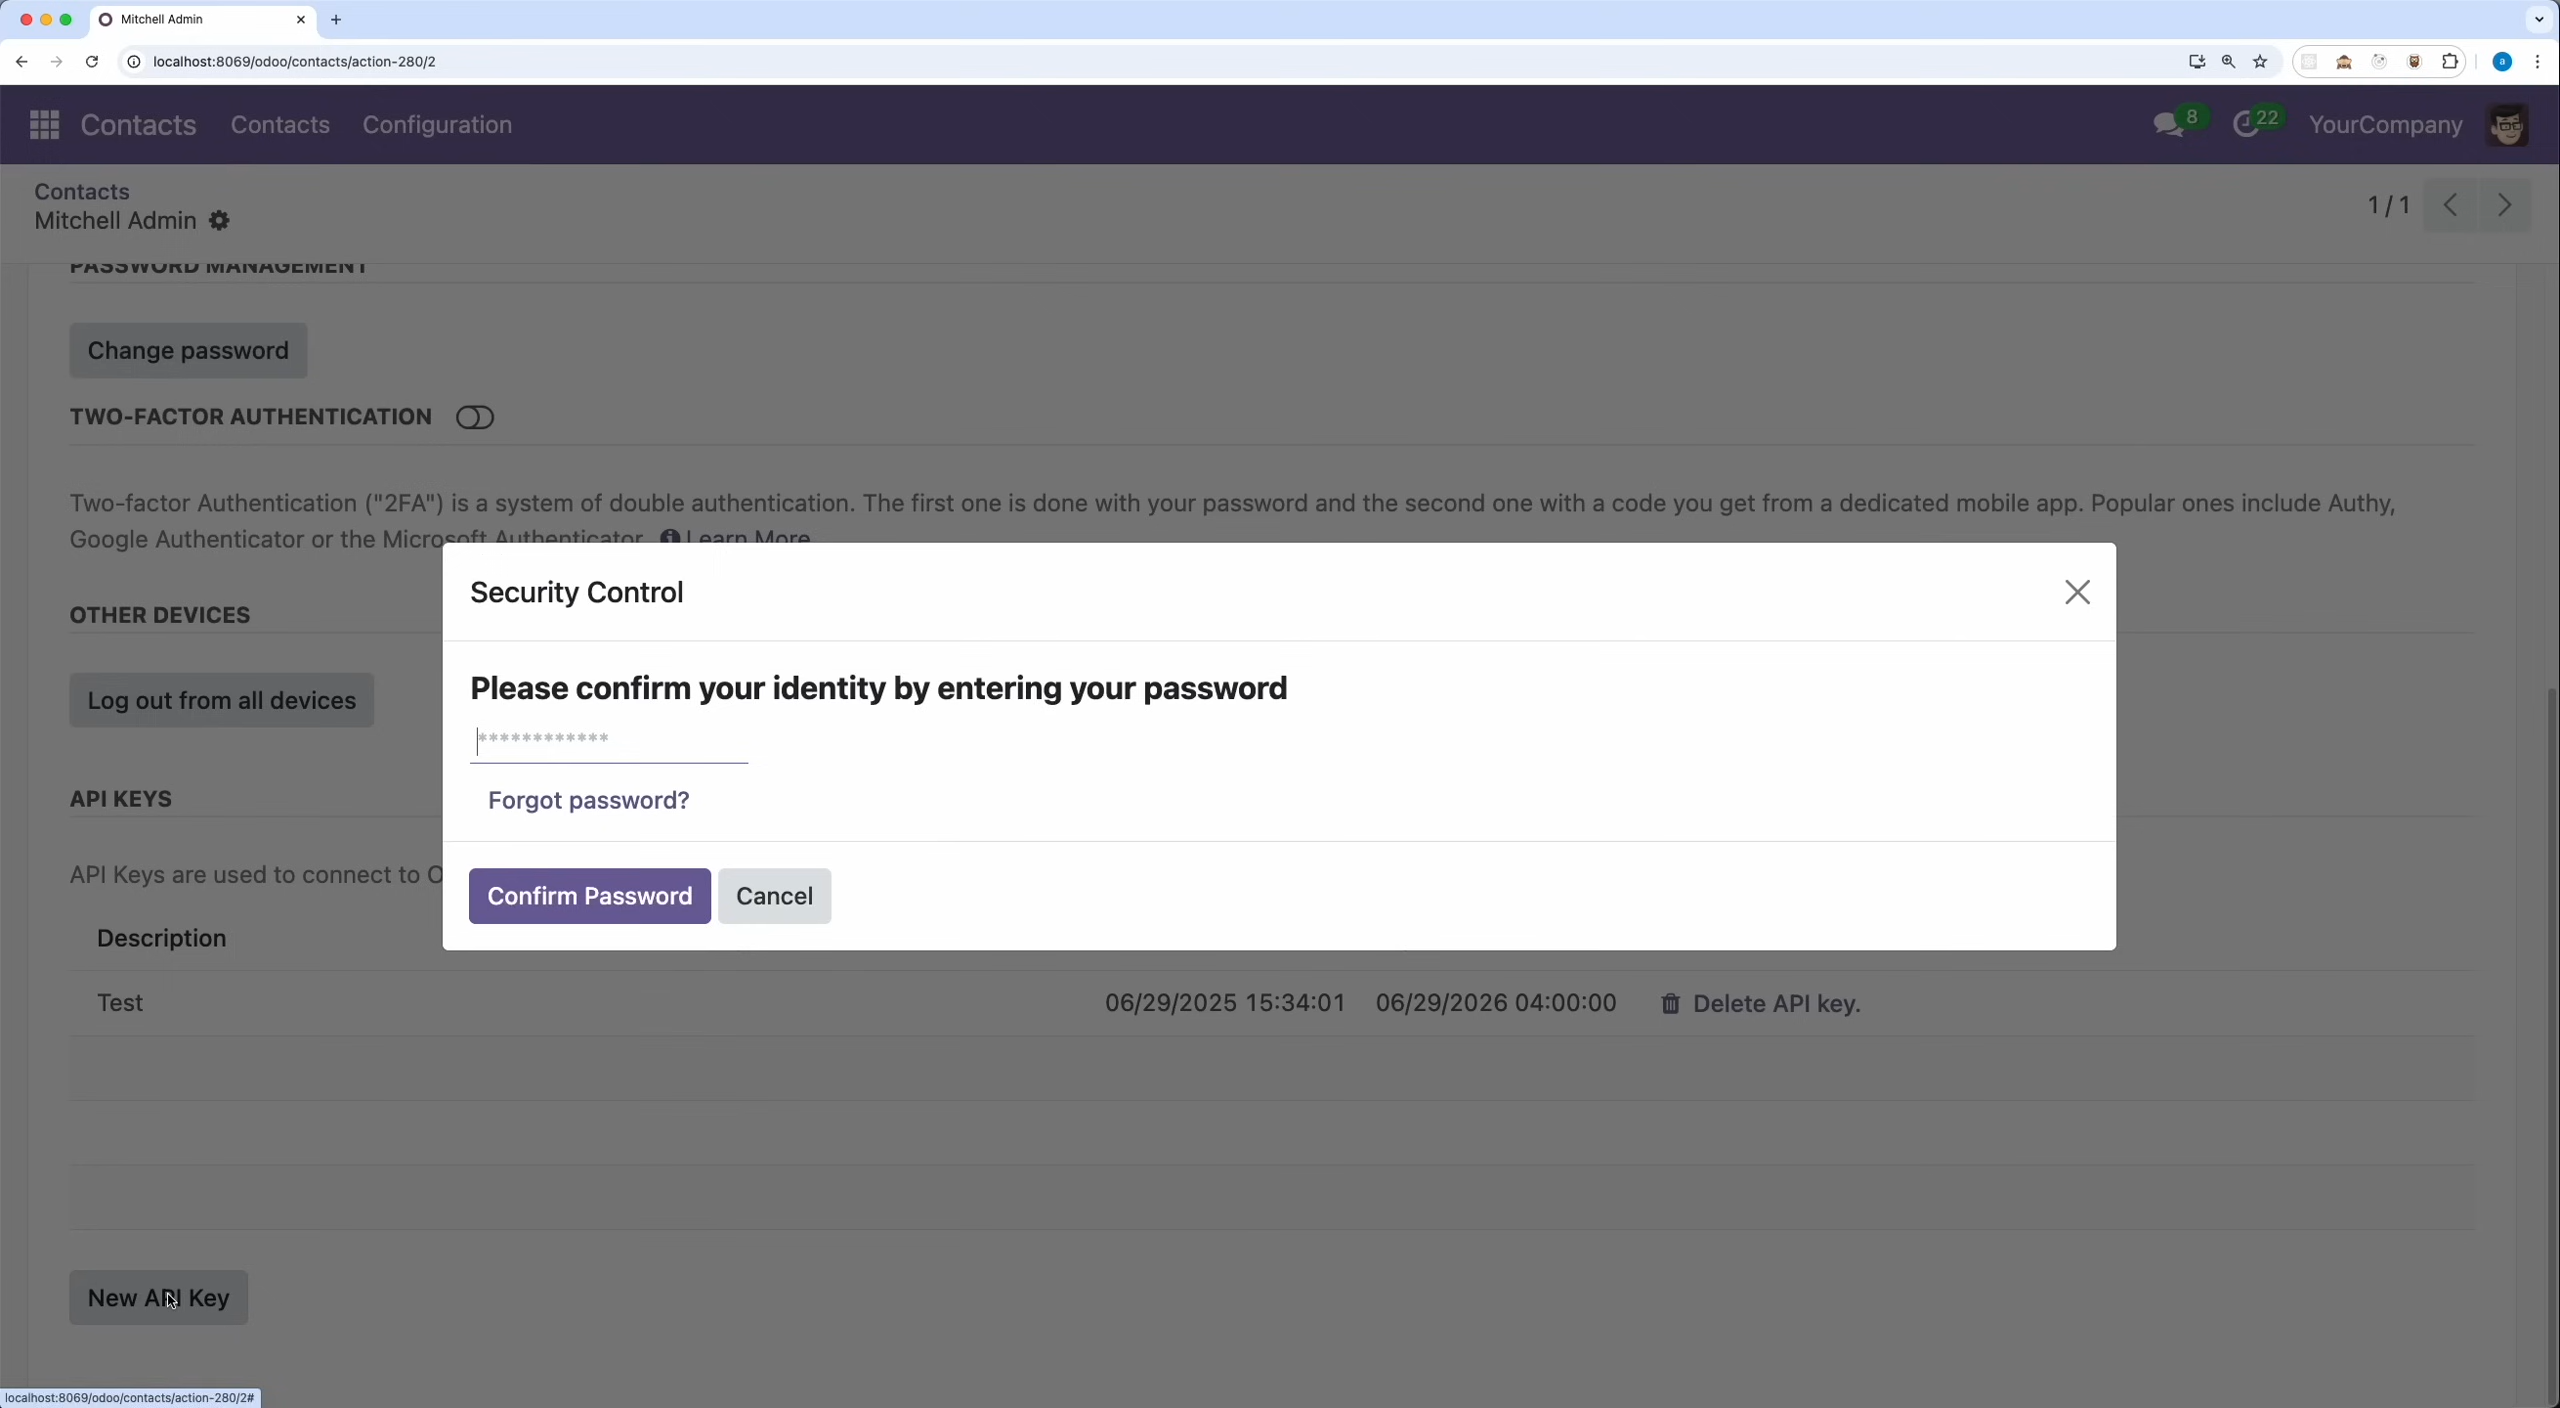 Mitchell Admin
localhost:8069/odoo/contacts/action-280/2
a
Contacts Contacts Configuration 8 22 YourCompany
Contacts
Mitchell Admin
1 / 1
PASSWORD MANAGEMENT
Change password
TWO-FACTOR AUTHENTICATION
Two-factor Authentication ("2FA") is a system of double authentication. The first one is done with your password and the second one with a code you get from a dedicated mobile app. Popular ones include Authy,
Google Authenticator or the Microsoft Authenticator. Learn More
Security Control
OTHER DEVICES
Please confirm your identity by entering your password
Log out from all devices
************
Forgot password?
API KEYS
API Keys are used to connect to O
Confirm Password Cancel
Description
Test 06/29/2025 15:34:01 06/29/2026 04:00:00 Delete API key.
New API Key
localhost:8069/odoo/contacts/action-280/2#